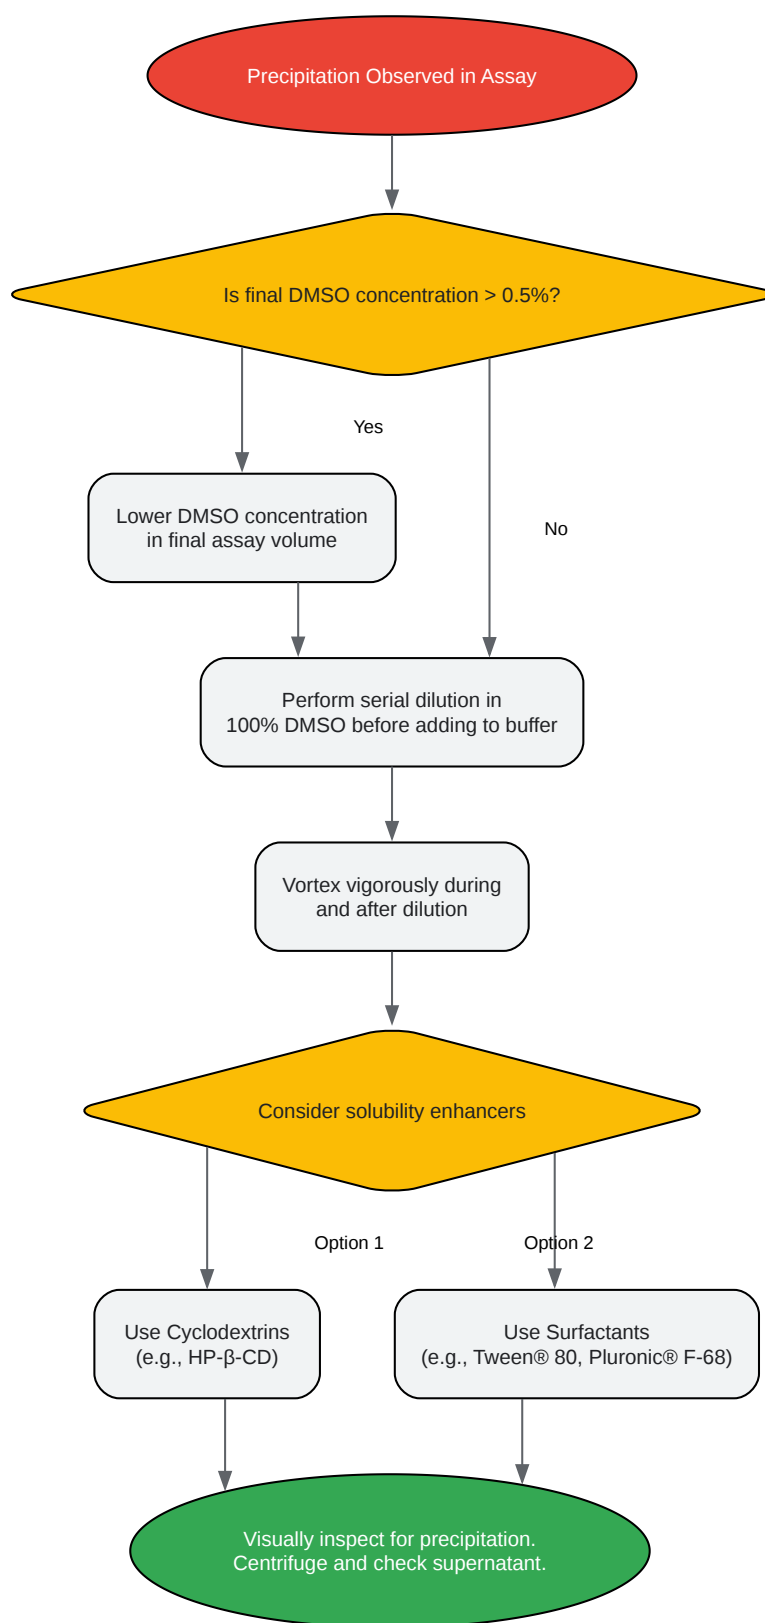 Precipitation Observed in Assay
Is final DMSO concentration > 0.5%?
Yes
Lower DMSO concentration
in final assay volume
No
Perform serial dilution in
100% DMSO before adding to buffer
Vortex vigorously during
and after dilution
Consider solubility enhancers
Option 1
Option 2
Use Cyclodextrins
(e.g., HP-β-CD)
Use Surfactants
(e.g., Tween® 80, Pluronic® F-68)
Visually inspect for precipitation.
Centrifuge and check supernatant.